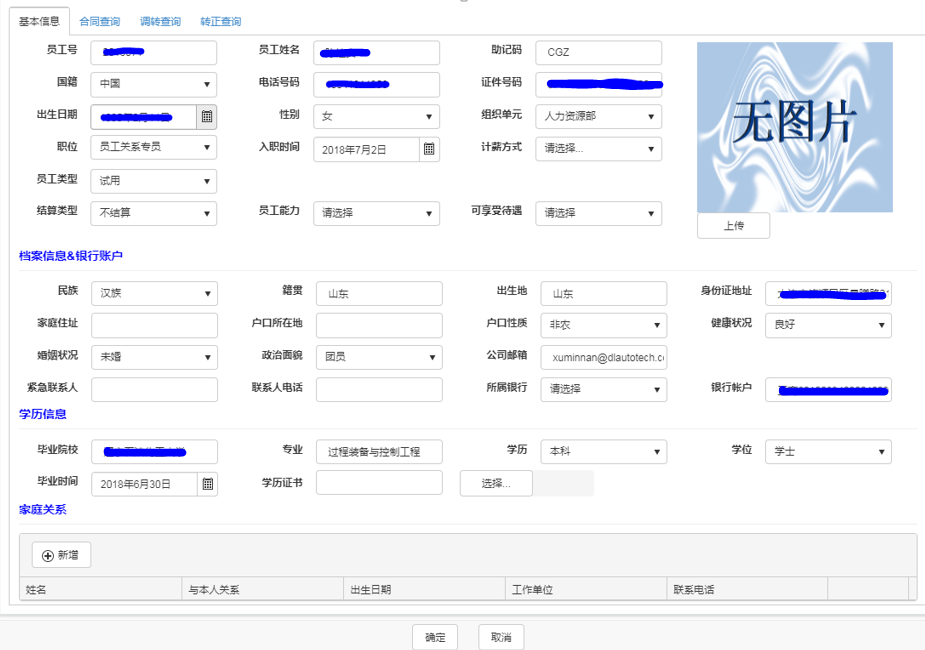 基本信息 合同查询 调转查询 转正查询
员工号 员工姓名 助记码 CGZ
国籍 中国 电话号码 证件号码
出生日期 性别 女 组织单元 人力资源部
职位 员工关系专员 入职时间 2018年7月2日 计薪方式 请选择...
员工类型 试用
结算类型 不结算 员工能力 请选择 可享受待遇 请选择
无图片
上传
档案信息&银行账户
民族 汉族 籍贯 山东 出生地 山东 身份证地址
家庭住址 户口所在地 户口性质 非农 健康状况 良好
婚姻状况 未婚 政治面貌 团员 公司邮箱 xuminnan@dlautotech.c
紧急联系人 联系人电话 所属银行 请选择 银行帐户
学历信息
毕业院校 专业 过程装备与控制工程 学历 本科 学位 学士
毕业时间 2018年6月30日 学历证书 选择...
家庭关系
新增
姓名 与本人关系 出生日期 工作单位 联系电话
确定 取消